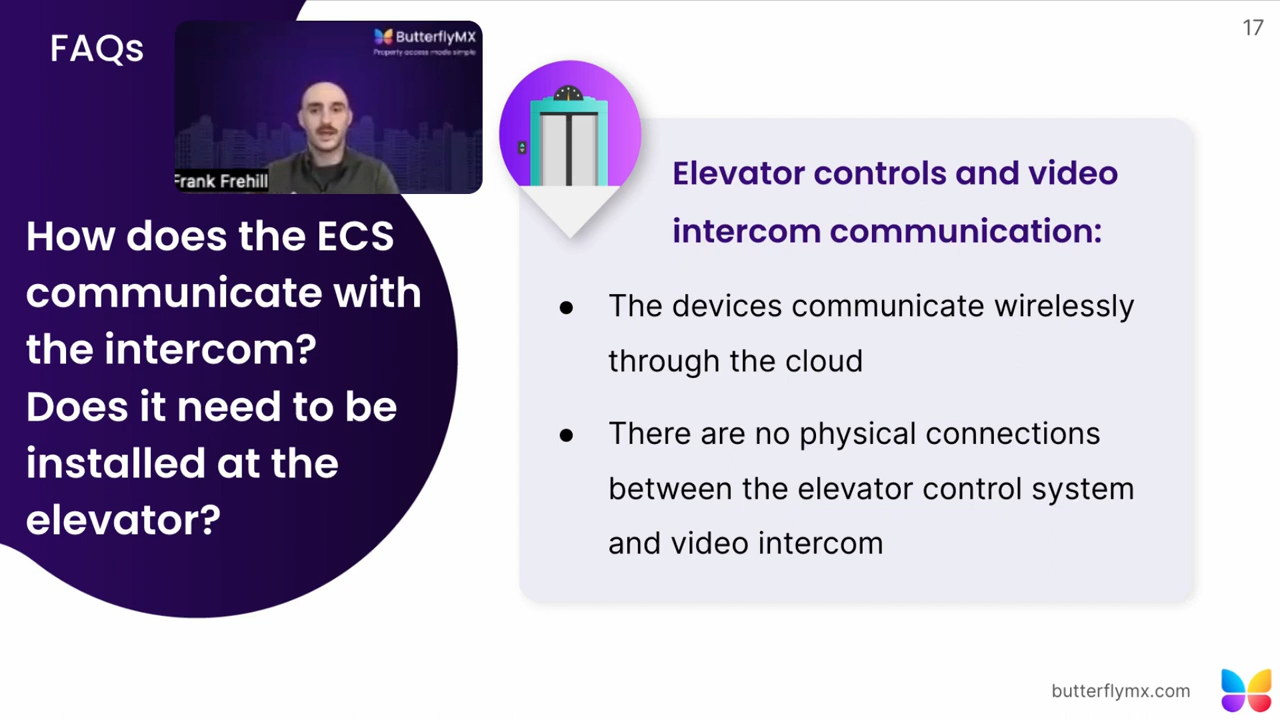 FAQs
ButterflyMX
Property access made simple
Frank Frehill
How does the ECS
communicate with
the intercom?
Does it need to be
installed at the
elevator?
17
Elevator controls and video
intercom communication:
● The devices communicate wirelessly
through the cloud
● There are no physical connections
between the elevator control system
and video intercom
butterflymx.com